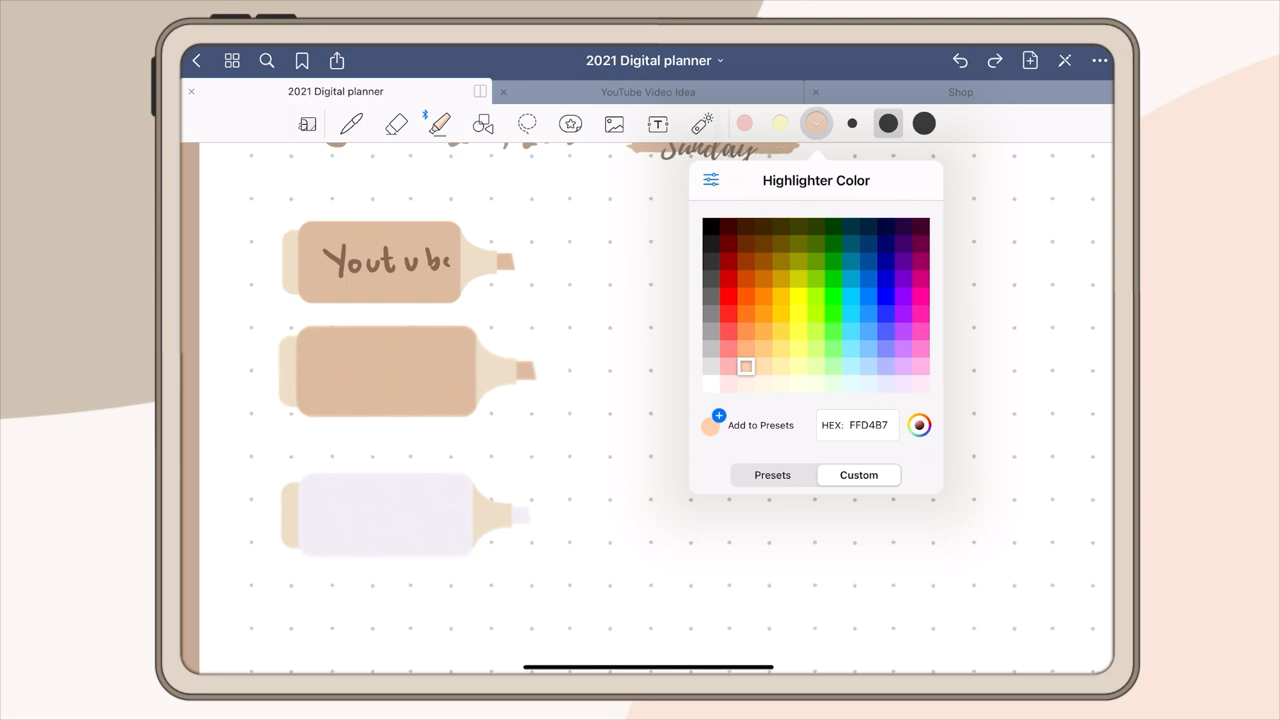 2021 Digital planner
2021 Digital planner
YouTube Video Idea
Shop
Sunday
Highlighter Color
Youtube
Add to Presets
HEX: FFD4B7
Presets
Custom